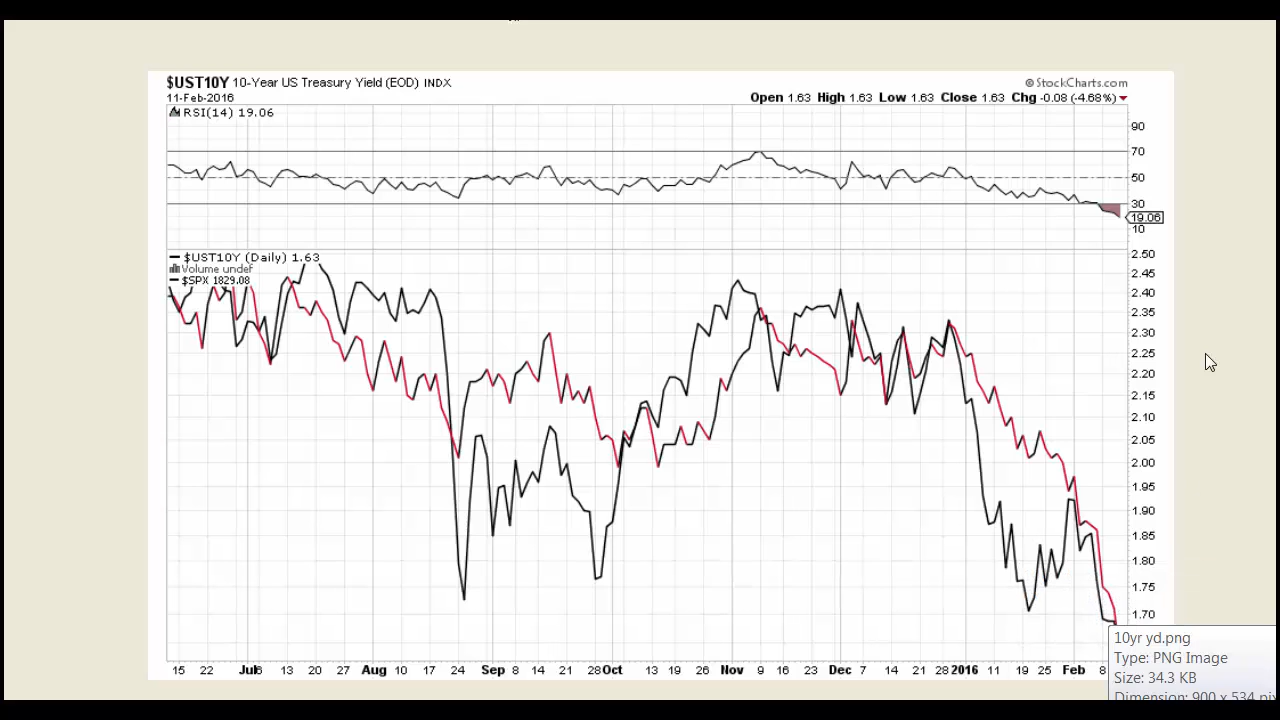 $UST10Y 10-Year US Treasury Yield (EOD) INDX
© StockCharts.com
11-Feb-2016
Open 1.63 High 1.63 Low 1.63 Close 1.63 Chg -0.08 (-4.68%)
RSI(14) 19.06
90
70
50
30
19.06
10
$UST10Y (Daily) 1.63
Volume undef
$SPX 1829.08
2.50
2.45
2.40
2.35
2.30
2.25
2.20
2.15
2.10
2.05
2.00
1.95
1.90
1.85
1.80
1.75
1.70
15 22 Jul 6 13 20 27 Aug 10 17 24 Sep 8 14 21 28 Oct 13 19 26 Nov 9 16 23 Dec 7 14 21 28 2016 11 19 25 Feb 8
10yr yd.png
Type: PNG Image
Size: 34.3 KB
Dimension: 900 x 534 pix